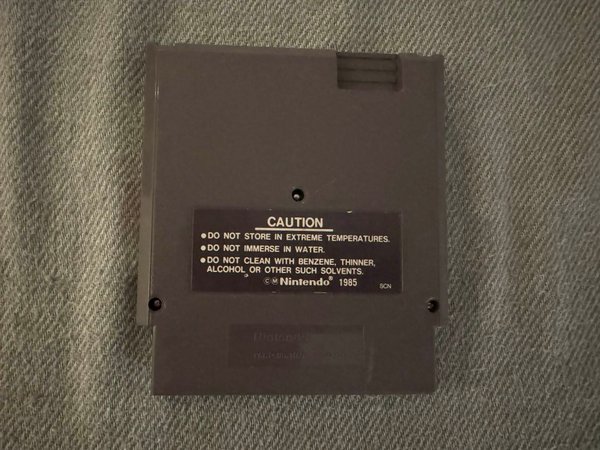 CAUTION
●DO NOT STORE IN EXTREME TEMPERATURES.
●DO NOT IMMERSE IN WATER.
●DO NOT CLEAN WITH BENZENE, THINNER,
ALCOHOL OR OTHER SUCH SOLVENTS.
©Ⓜ Nintendo® 1985
SCN
Nintendo